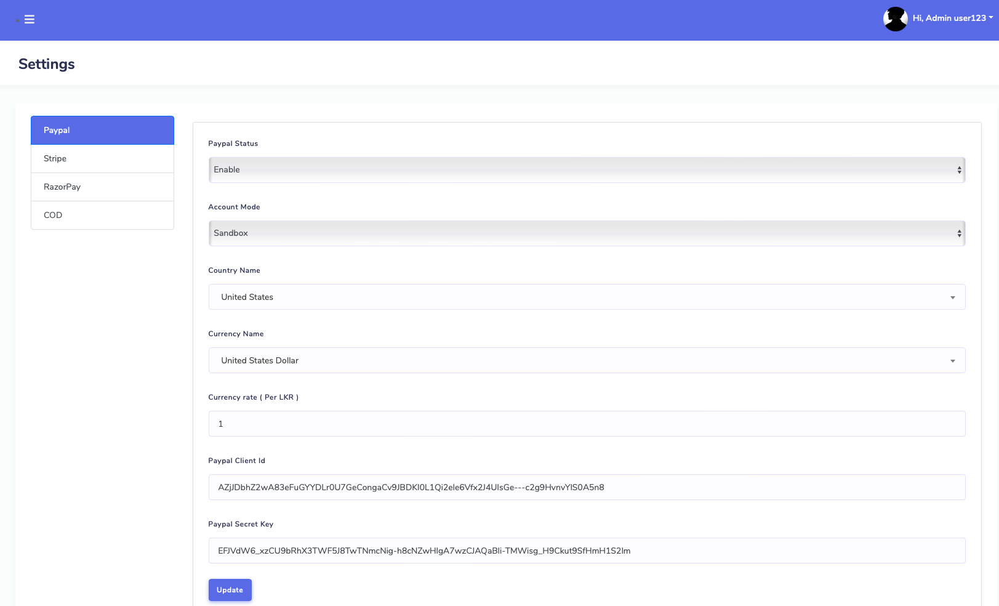 Hi, Admin user123
Settings
Paypal
Stripe
RazorPay
COD
Paypal Status
Enable
Account Mode
Sandbox
Country Name
United States
Currency Name
United States Dollar
Currency rate ( Per LKR )
1
Paypal Client Id
AZjJDbhZ2wA83eFuGYYDLr0U7GeCongaCv9JBDKl0L1Qi2ele6Vfx2J4UlsGe---c2g9HvnvYlS0A5n8
Paypal Secret Key
EFJVdW6_xzCU9bRhX3TWF5J8TwTNmcNig-h8cNZwHlgA7wzCJAQaBli-TMWisg_H9Ckut9SfHmH1S2lm
Update